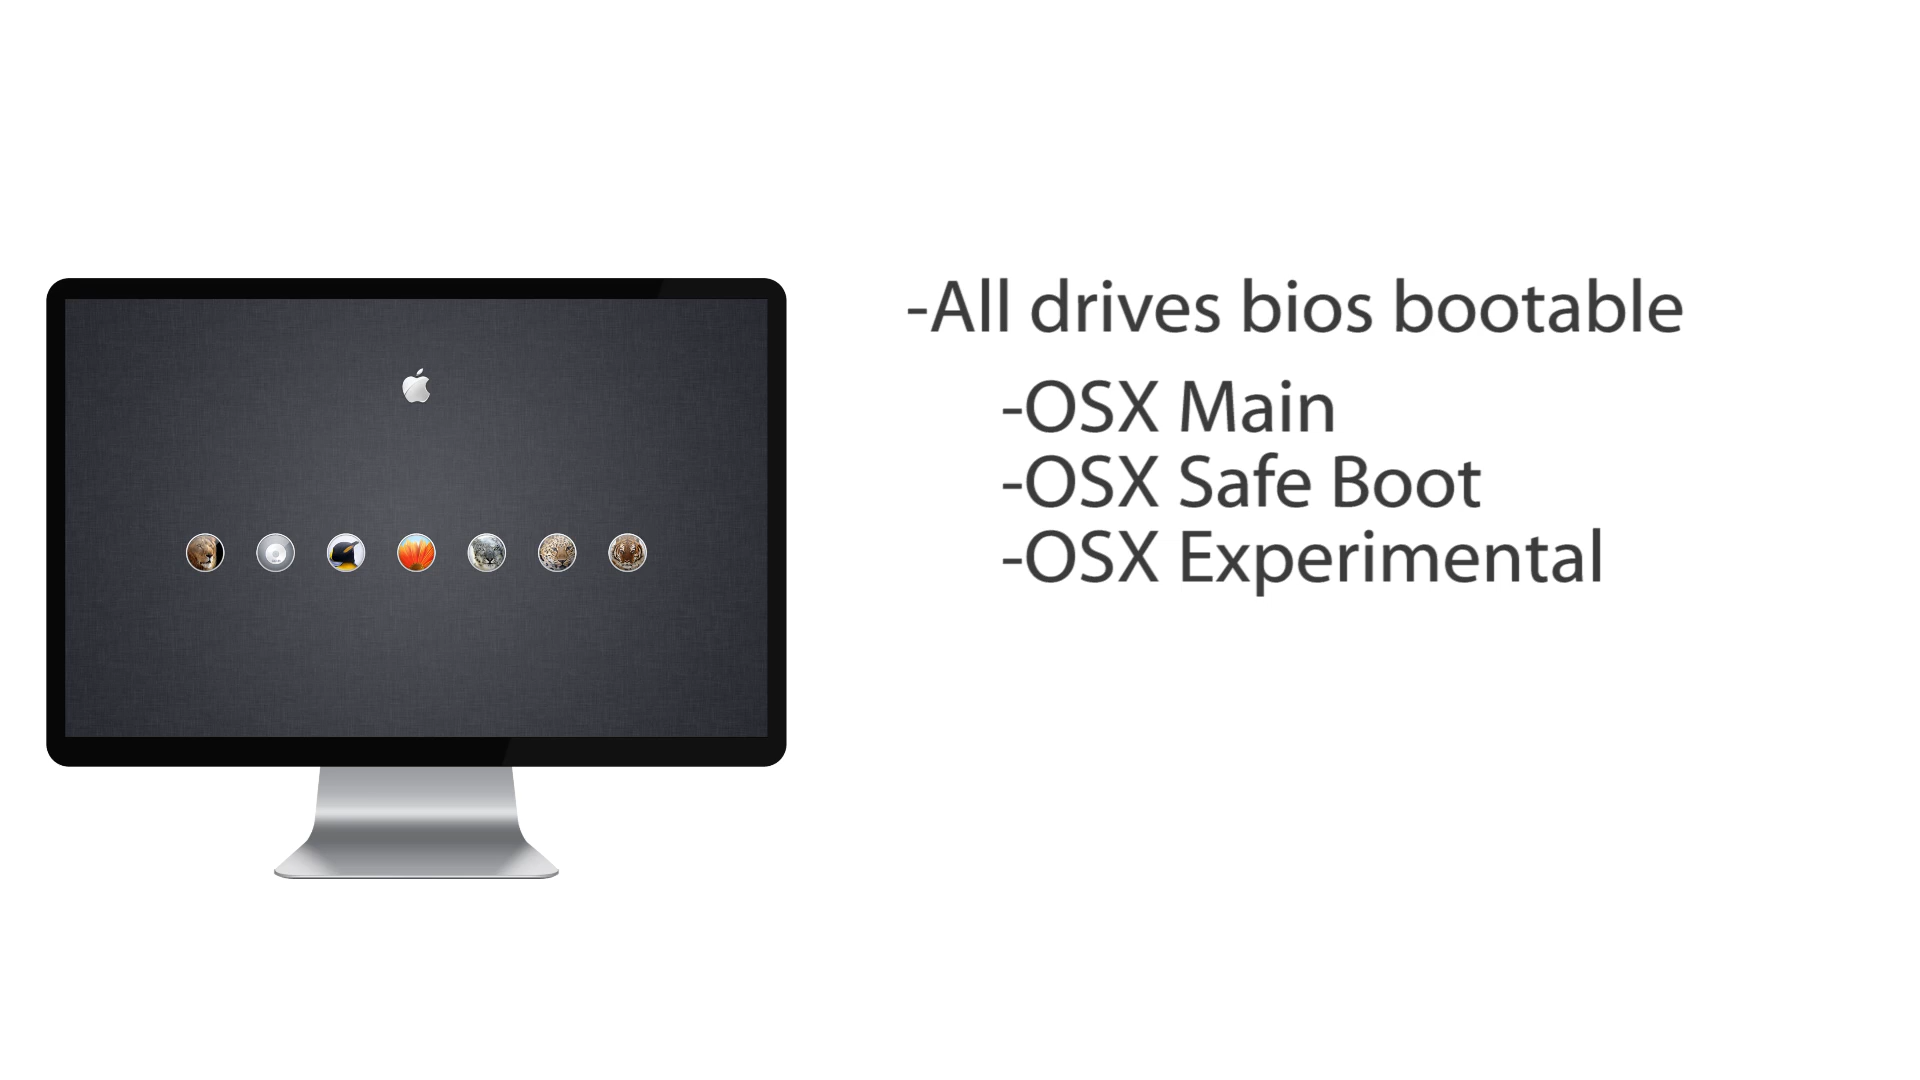 -All drives bios bootable
-OSX Main
-OSX Safe Boot
-OSX Experimental